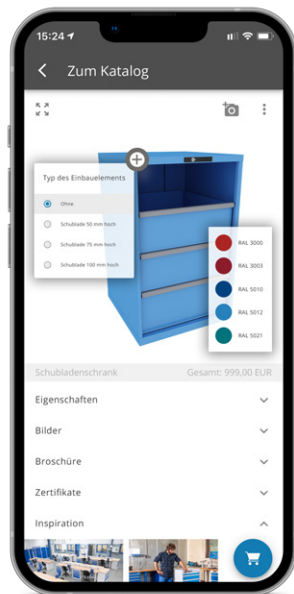 15:24
Zum Katalog
Typ des Einbauelements
Ohne
Schublade 50 mm hoch
Schublade 75 mm hoch
Schublade 100 mm hoch
RAL 3000
RAL 3003
RAL 5010
RAL 5012
RAL 5021
Schubladenschrank Gesamt: 999,00 EUR
Eigenschaften
Bilder
Broschüre
Zertifikate
Inspiration